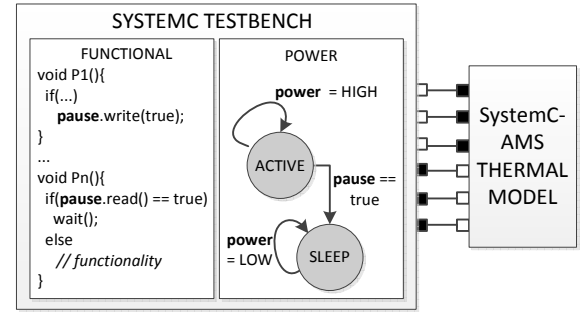 SYSTEMC TESTBENCH
FUNCTIONAL
void P1(){
if(...)
pause.write(true);
}
...
void Pn(){
if(pause.read() == true)
wait();
else
// functionality
}
POWER
power = HIGH
ACTIVE
pause ==
true
power
= LOW
SLEEP
SystemC-
AMS
THERMAL
MODEL